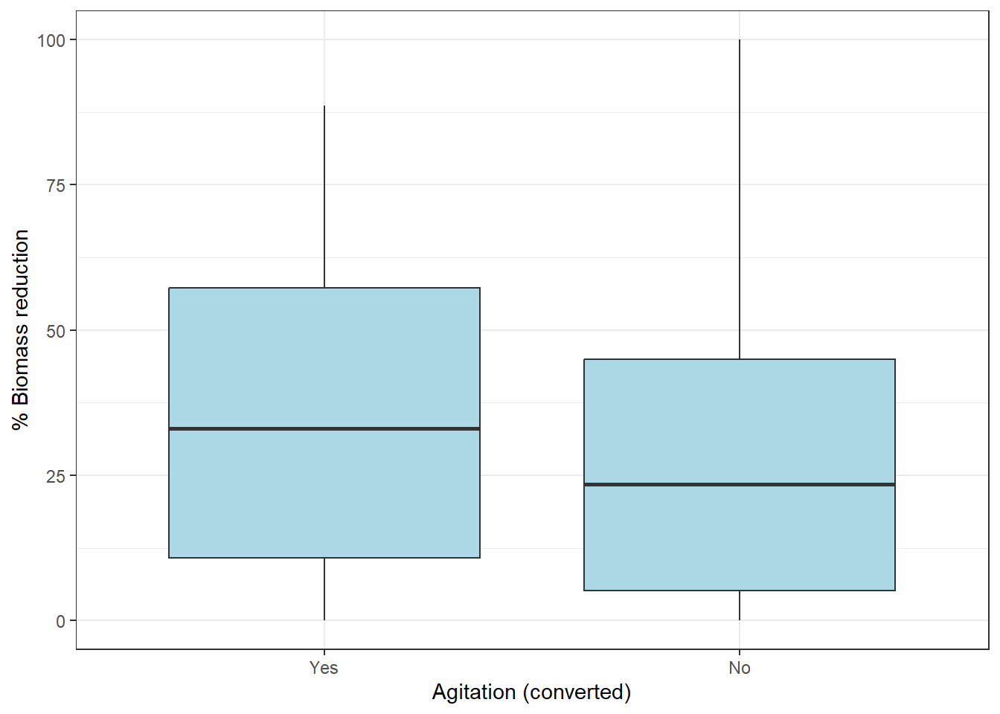 % Biomass reduction
100
75
50
25
0
Yes
No
Agitation (converted)